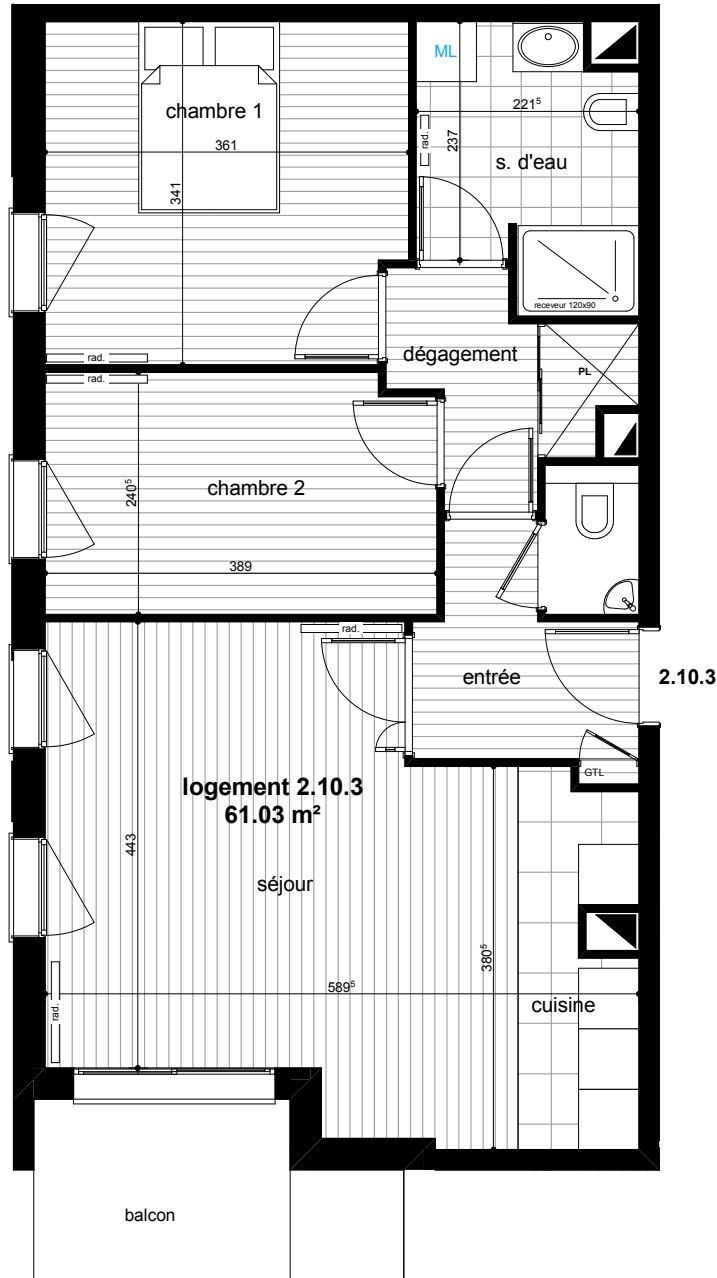 ML
chambre 1
221⁵
361
rad.
237
s. d'eau
341
receveur 120x90
dégagement
rad.
PL
rad.
chambre 2
240⁵
389
rad.
entrée
2.10.3
GTL
logement 2.10.3
61.03 m²
443
séjour
380⁵
589⁵
rad.
cuisine
balcon